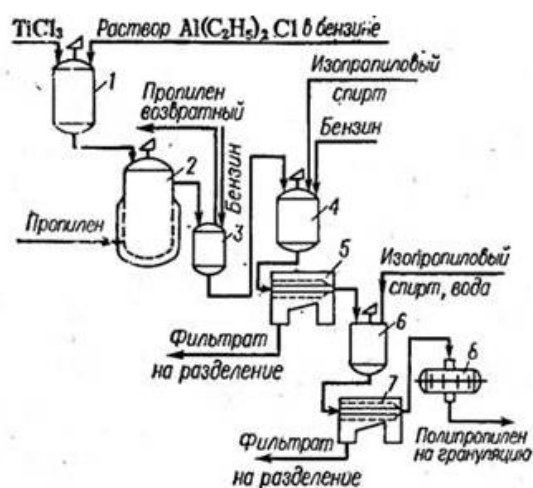 TiCl₃
Раствор Al(C₂H₅)₂ Cl в бензине
1
Изопропиловый
спирт
Пропилен
возвратный
Бензин
Бензин
2
3
4
Пропилен
5
Изопропиловый
спирт, вода
6
Фильтрат
на разделение
7
8
Фильтрат
на разделение
Полипропилен
на грануляцию